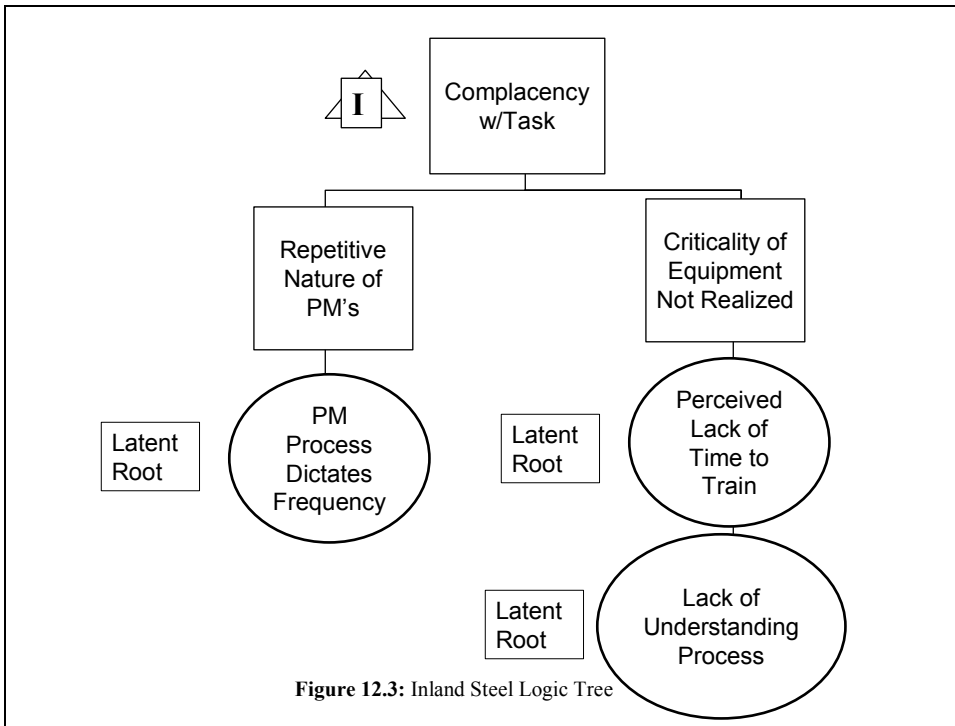 I
Complacency
w/Task
Repetitive
Nature of
PM's
Criticality of
Equipment
Not Realized
Latent
Root
PM
Process
Dictates
Frequency
Latent
Root
Perceived
Lack of
Time to
Train
Latent
Root
Lack of
Understanding
Process
Figure 12.3: Inland Steel Logic Tree